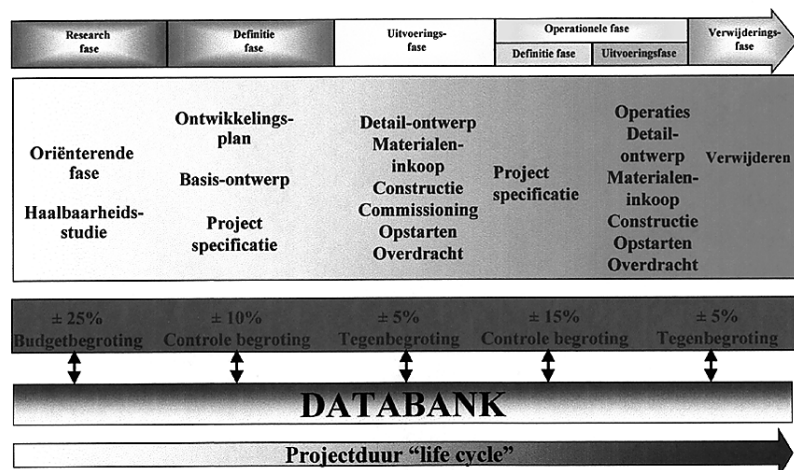 Research
fase
Definitie
fase
Uitvoerings-
fase
Operationele fase
Definitie fase
Uitvoeringsfase
Verwijderings-
fase
Oriënterende
fase
Haalbaarheids-
studie
Ontwikkelings-
plan
Basis-ontwerp
Project
specificatie
Detail-ontwerp
Materialen-
inkoop
Constructie
Commissioning
Opstarten
Overdracht
Project
specificatie
Operaties
Detail-
ontwerp
Materialen-
inkoop
Constructie
Opstarten
Overdracht
Verwijderen
± 25%
Budgetbegroting
± 10%
Controle begroting
± 5%
Tegenbegroting
± 15%
Controle begroting
± 5%
Tegenbegroting
DATABANK
Projectduur “life cycle”